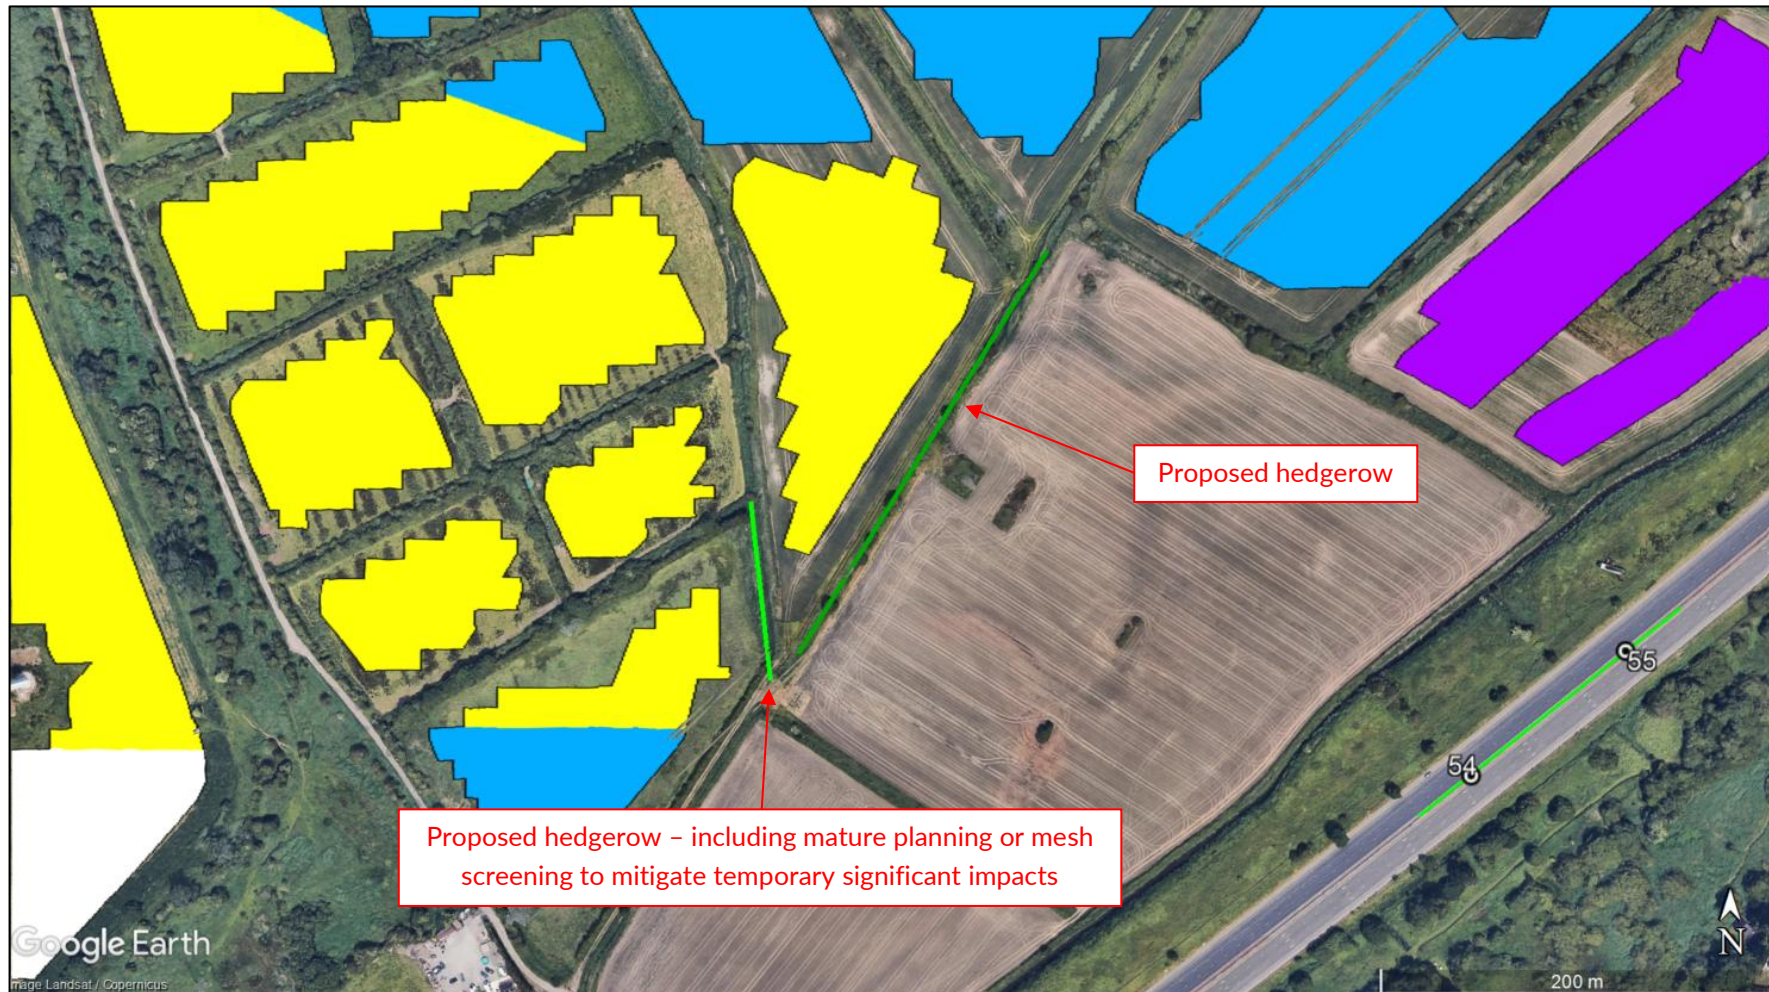 Proposed hedgerow
55
54
Proposed hedgerow – including mature planning or mesh
screening to mitigate temporary significant impacts
Google Earth
mage Landsat / Copernicus
N
200 m